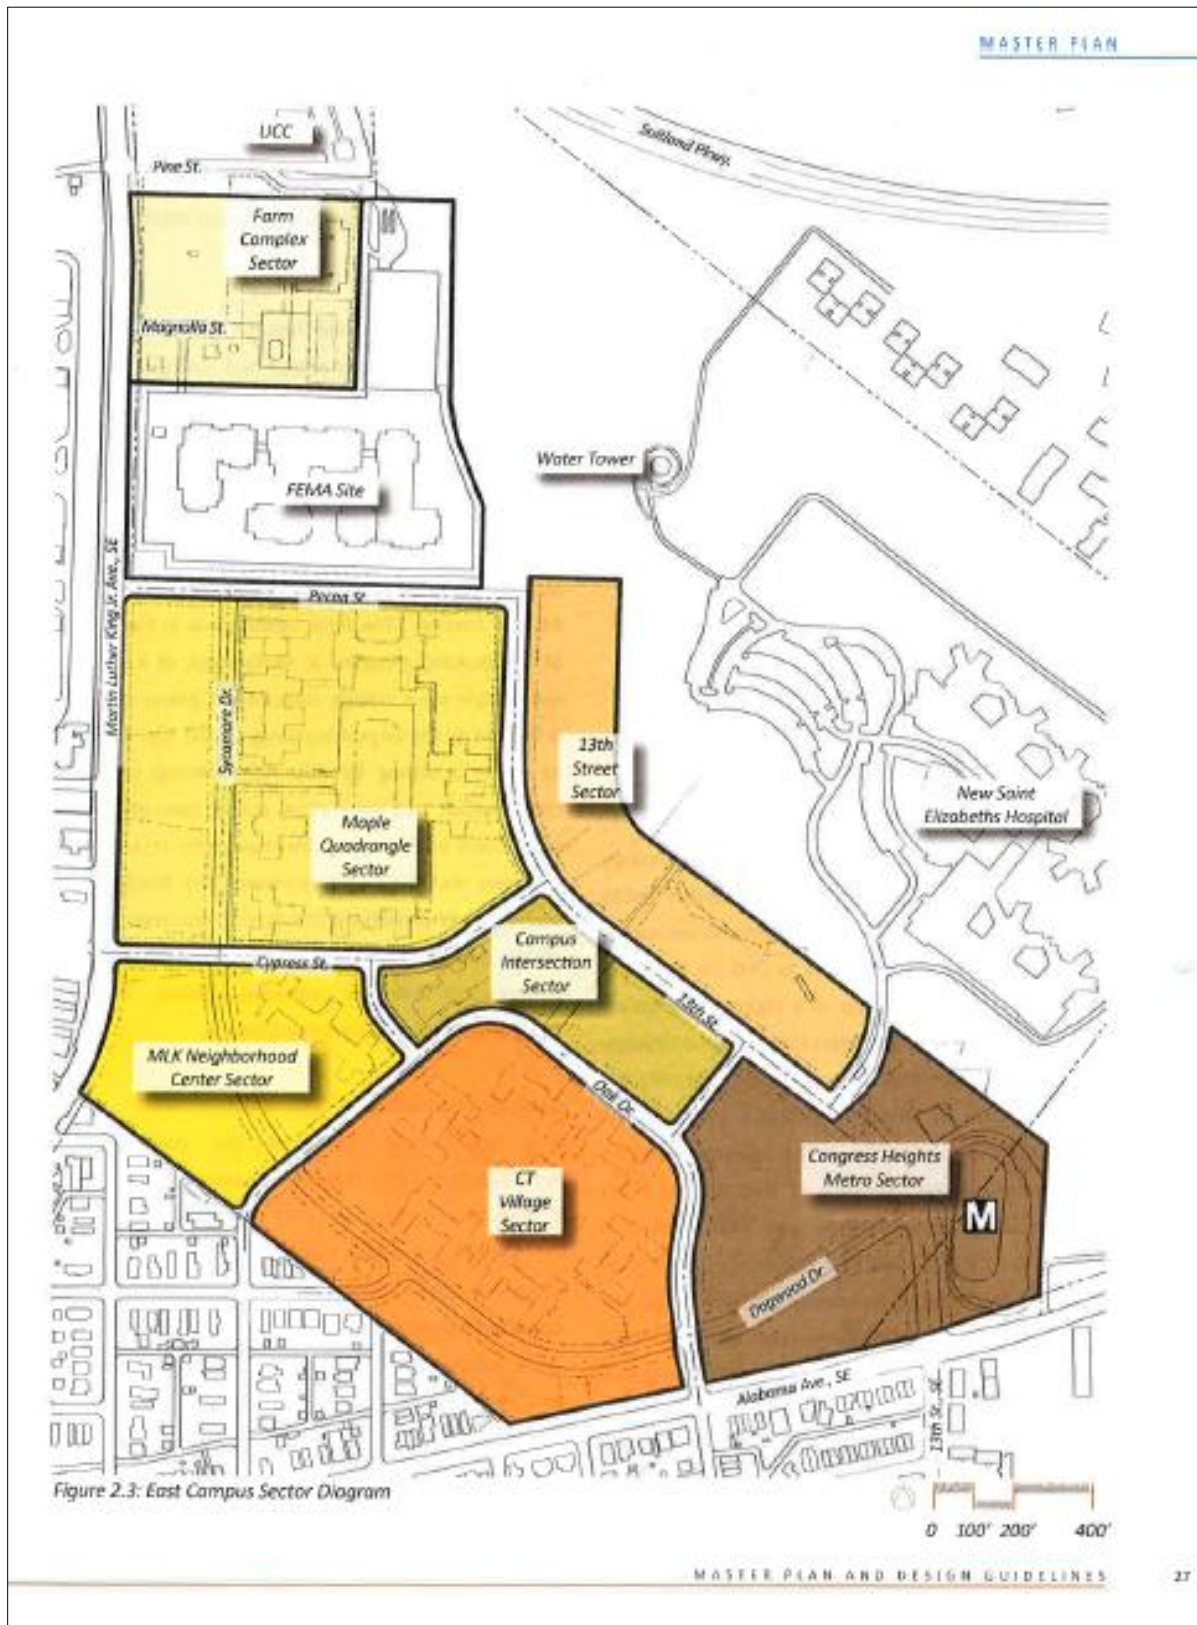 MASTER PLAN
UCC
Suitland Pkwy.
Pine St.
Farm
Complex
Sector
Magnolia St.
Water Tower
FEMA Site
Martin Luther King Jr. Ave., SE
Pecan St.
Sycamore Dr.
13th
Street
Sector
New Saint
Elizabeths Hospital
Maple
Quadrangle
Sector
Campus
Intersection
Sector
Cypress St.
13th St.
MLK Neighborhood
Center Sector
Oak Dr.
Congress Heights
Metro Sector
CT
Village
Sector
M
Dogwood Dr.
Alabama Ave., SE
13th St., SE
Figure 2.3: East Campus Sector Diagram
0 100' 200' 400'
MASTER PLAN AND DESIGN GUIDELINES 27